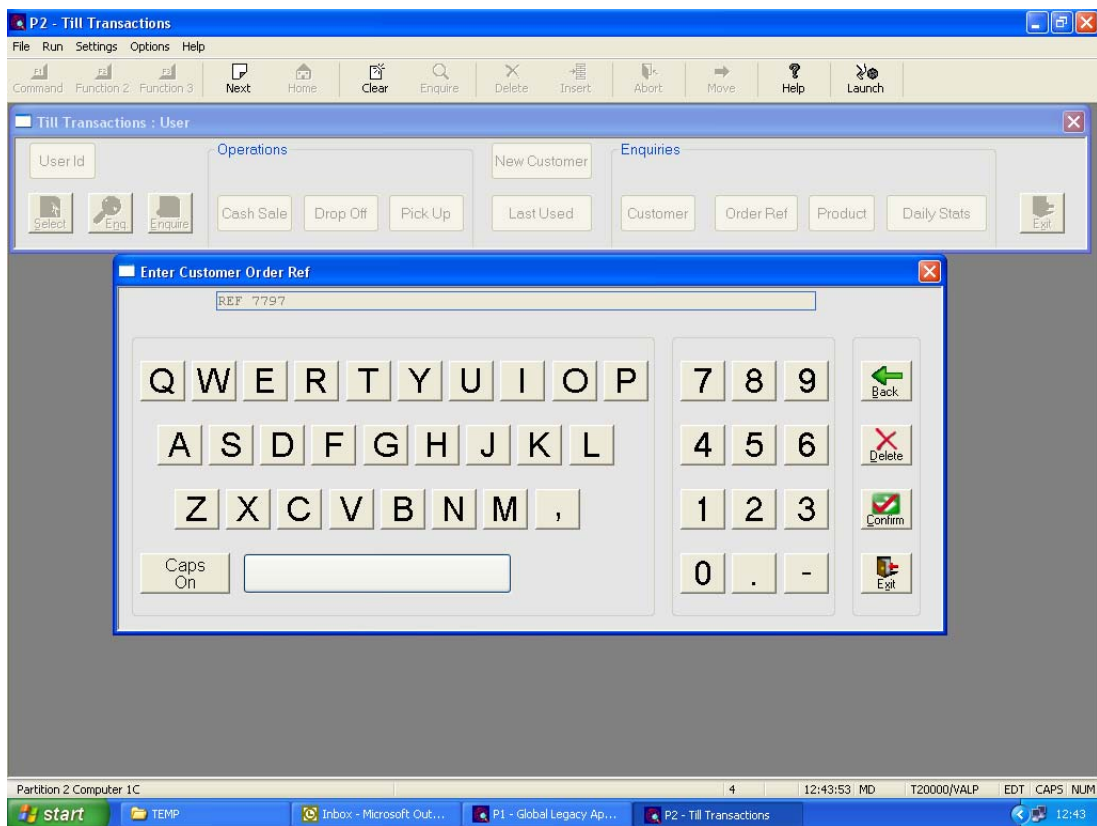 P2 - Till Transactions
File Run Settings Options Help
F1 F2 F3
Command Function 2 Function 3 Next Home Clear Enquire Delete Insert Abort Move Help Launch
Till Transactions : User
User Id Operations New Customer Enquiries
Select Enq Enquire Cash Sale Drop Off Pick Up Last Used Customer Order Ref Product Daily Stats Exit
Enter Customer Order Ref
REF 7797
Q W E R T Y U I O P 7 8 9 Back
A S D F G H J K L 4 5 6 Delete
Z X C V B N M , 1 2 3 Confirm
Caps On 0 . - Exit
Partition 2 Computer 1C 4 12:43:53 MD T20000/VALP EDT CAPS NUM
start TEMP Inbox - Microsoft Out... P1 - Global Legacy Ap... P2 - Till Transactions 12:43